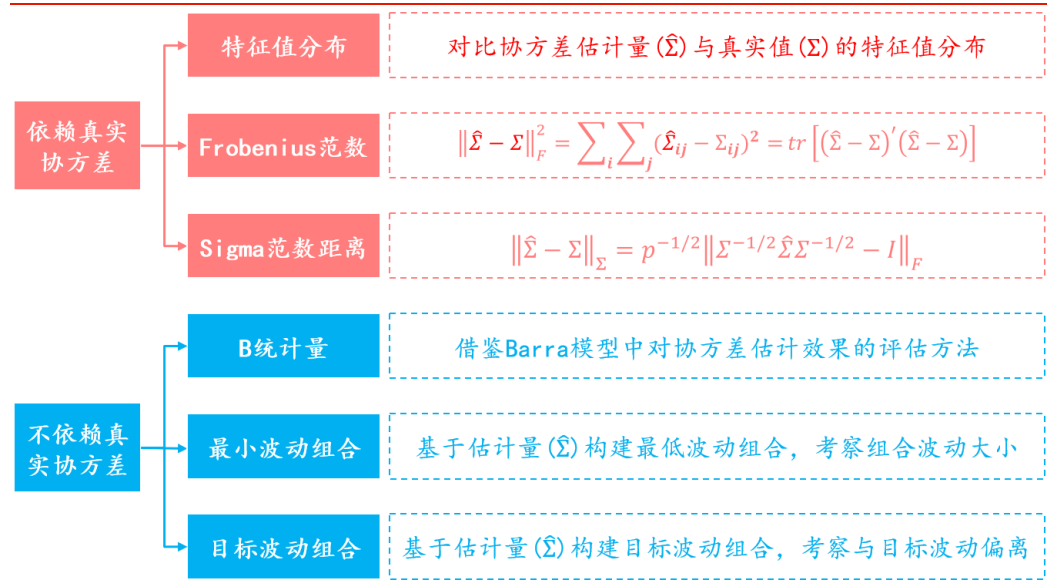 特征值分布
对比协方差估计量(Σ̂)与真实值(Σ)的特征值分布
依赖真实
协方差
Frobenius范数
‖Σ̂ − Σ‖²_F = ∑_i ∑_j (Σ̂_ij − Σ_ij)² = tr[(Σ̂ − Σ)′(Σ̂ − Σ)]
Sigma范数距离
‖Σ̂ − Σ‖_Σ = p^{−1/2}‖Σ^{−1/2}Σ̂Σ^{−1/2} − I‖_F
B统计量
借鉴Barra模型中对协方差估计效果的评估方法
不依赖真
实协方差
最小波动组合
基于估计量(Σ̂)构建最低波动组合，考察组合波动大小
目标波动组合
基于估计量(Σ̂)构建目标波动组合，考察与目标波动偏离